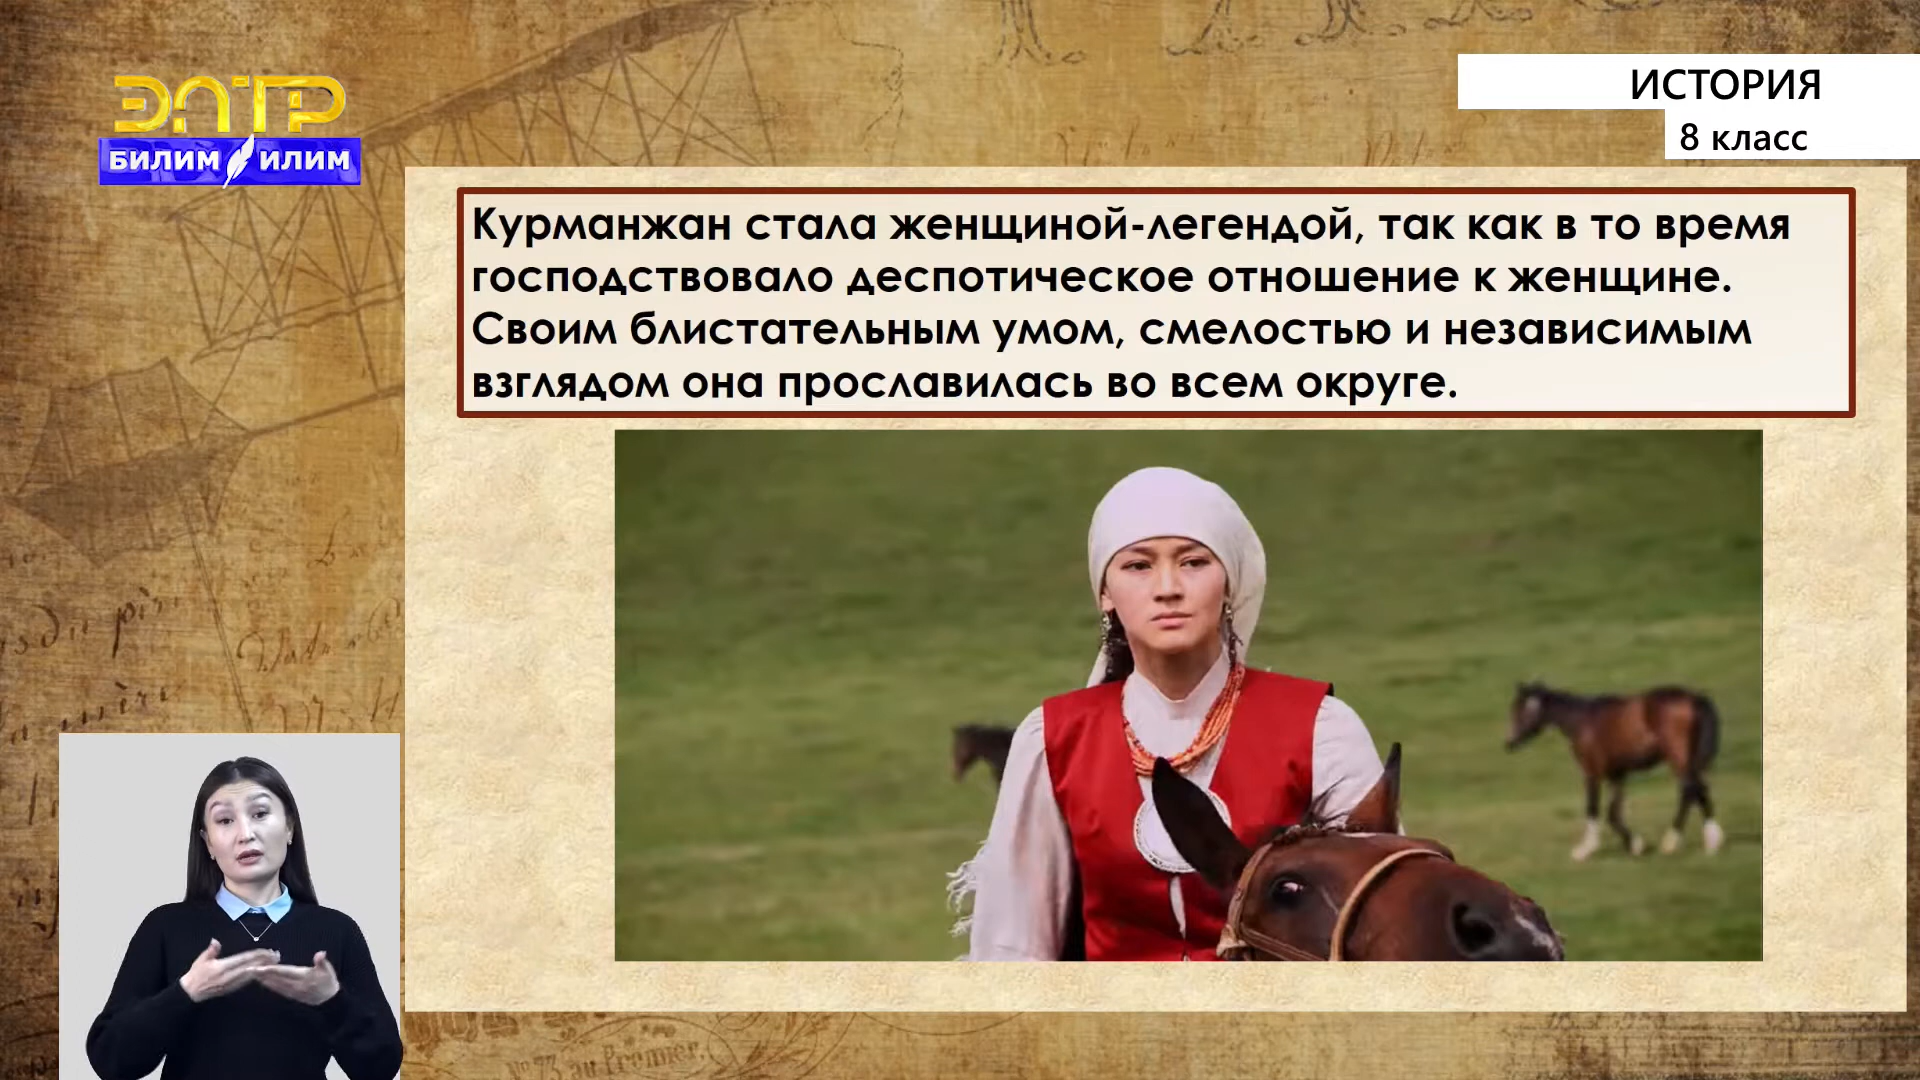 ЭЛТР
БИЛИМ ИЛИМ
ИСТОРИЯ
8 класс
Курманжан стала женщиной-легендой, так как в то время
господствовало деспотическое отношение к женщине.
Своим блистательным умом, смелостью и независимым
взглядом она прославилась во всем округе.